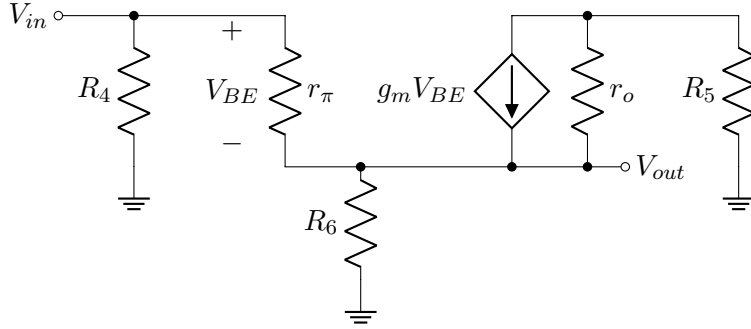 V_in
+
R_4
V_BE
r_π
g_m V_BE
r_o
R_5
−
V_out
R_6